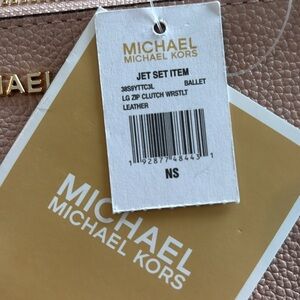 MICHAEL
MICHAEL KORS
JET SET ITEM
38S9YTTC3L BALLET
LG ZIP CLUTCH WRSTLT
LEATHER
1 92877 48443 1
NS
MICHAEL
MICHAEL KORS